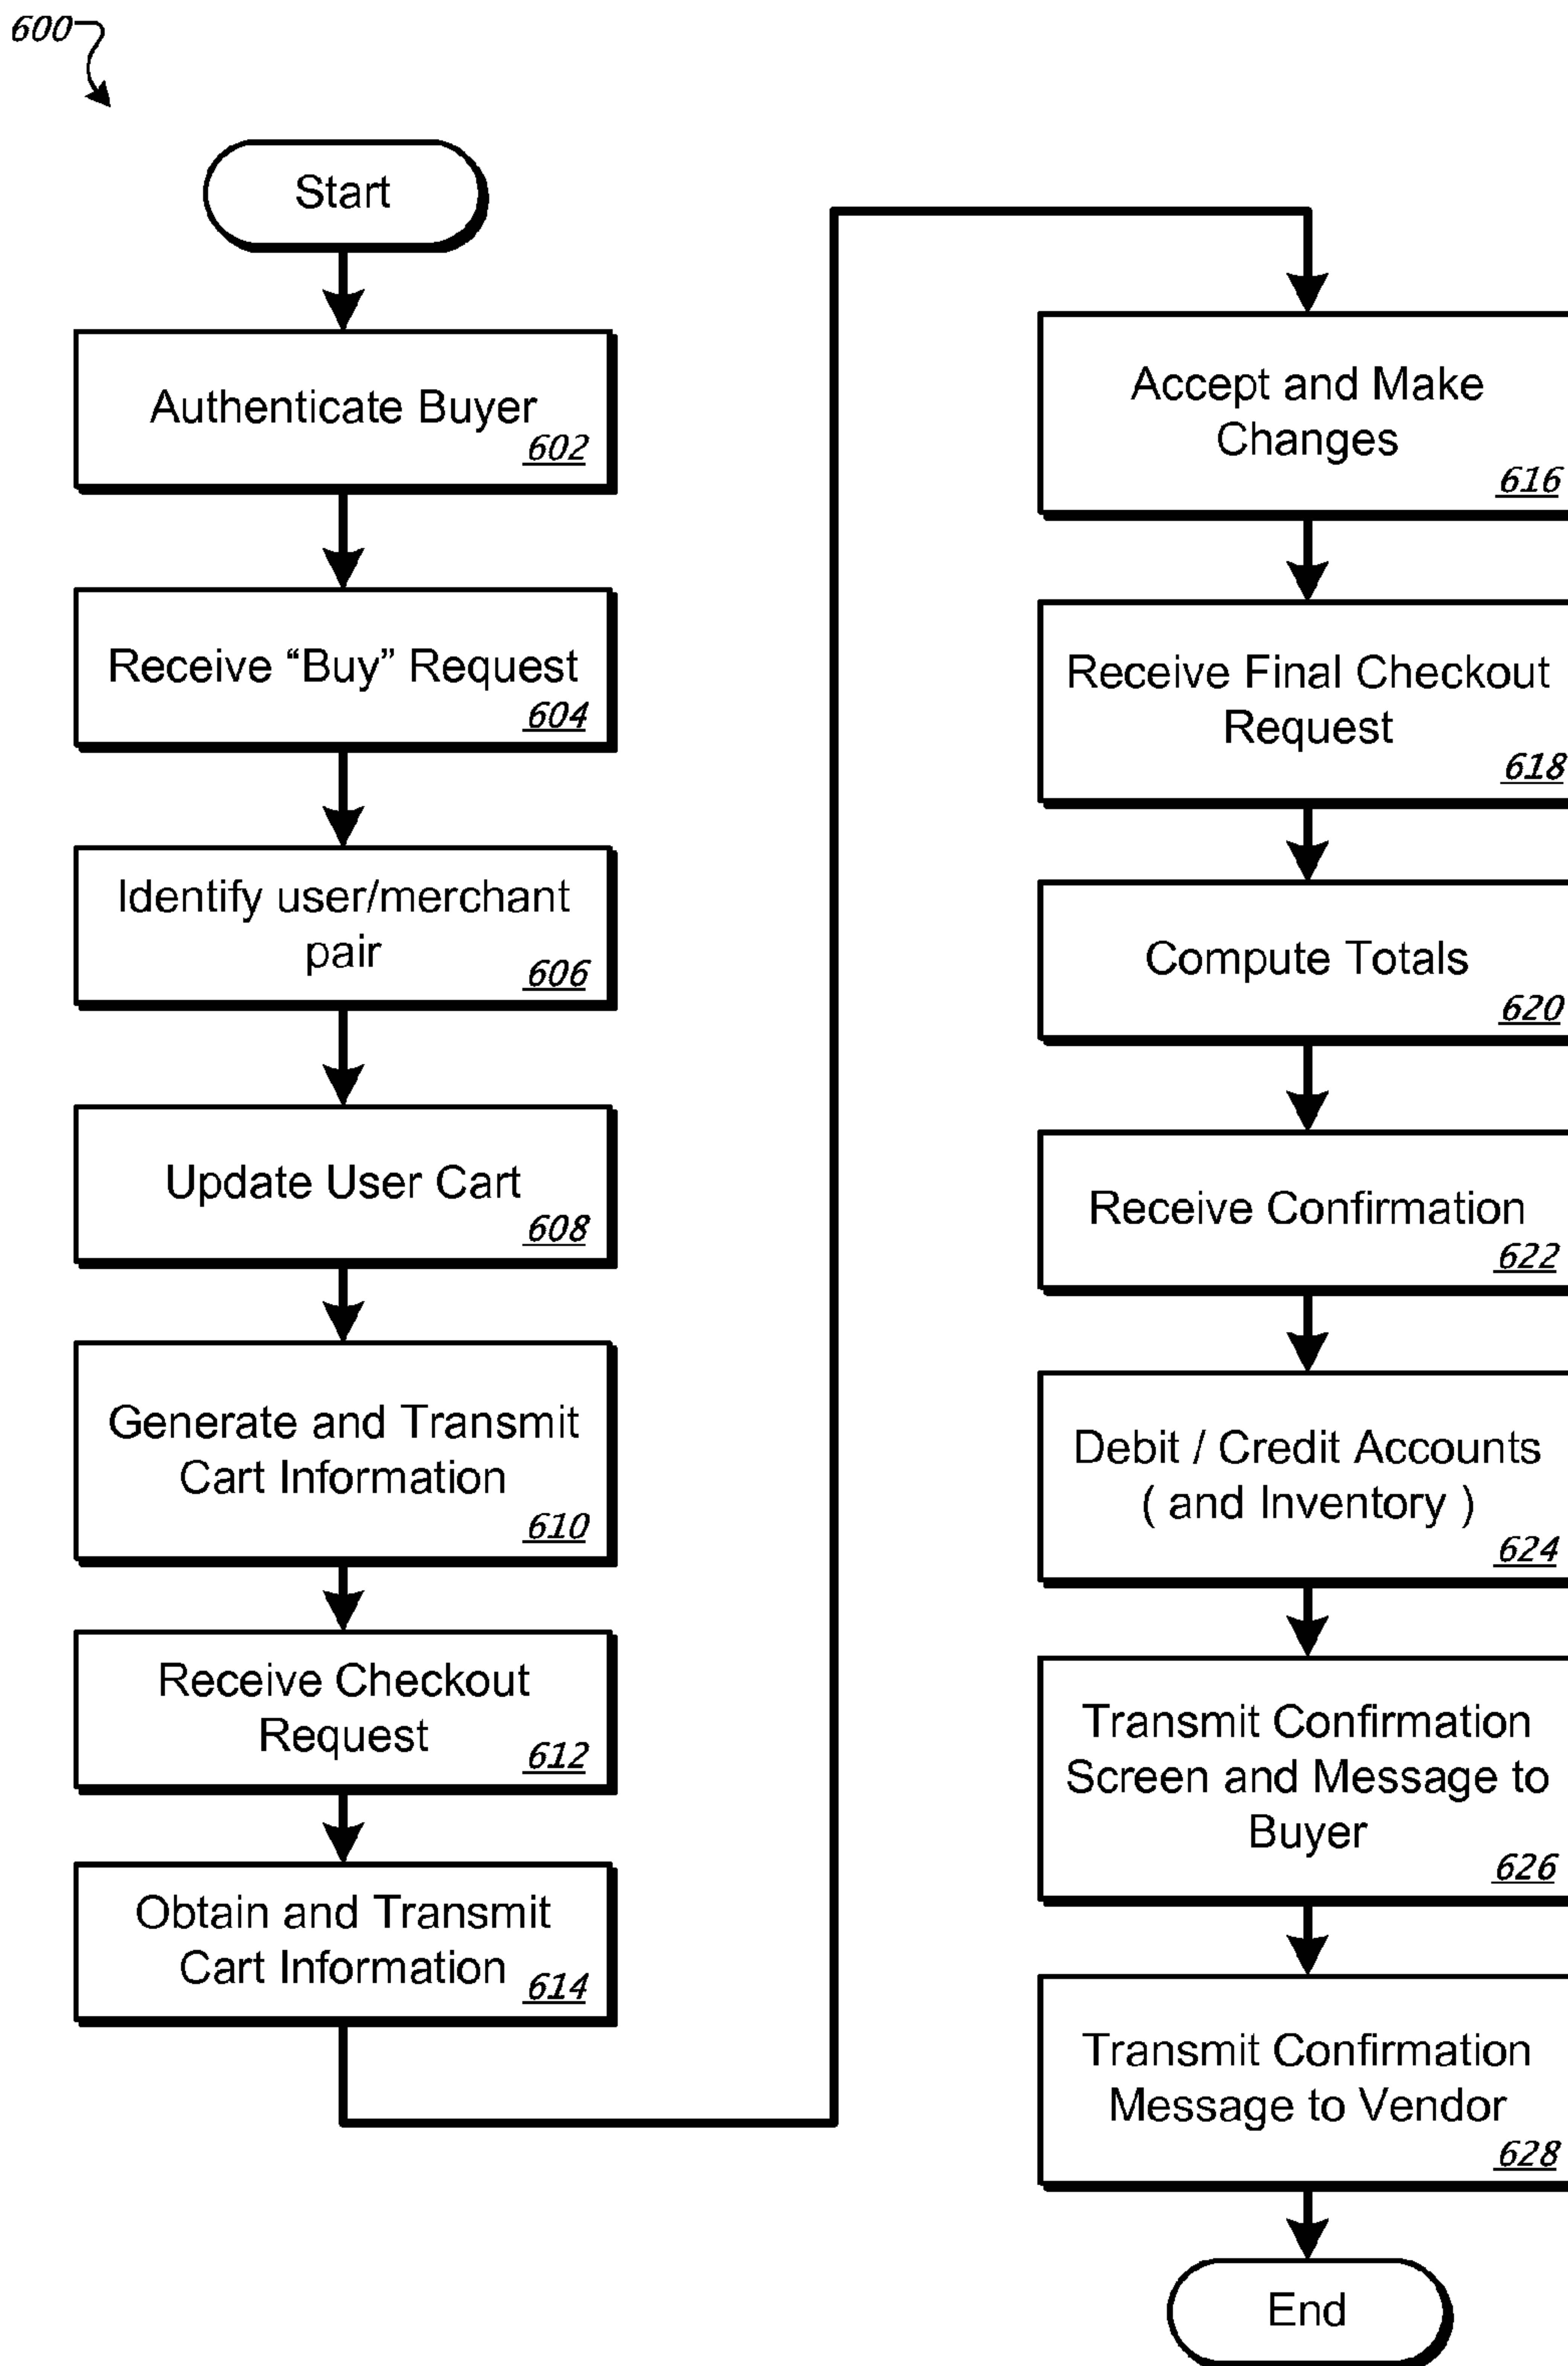 600
Start
Authenticate Buyer
602
Receive “Buy” Request
604
Identify user/merchant
pair
606
Update User Cart
608
Generate and Transmit
Cart Information
610
Receive Checkout
Request
612
Obtain and Transmit
Cart Information
614
Accept and Make
Changes
616
Receive Final Checkout
Request
618
Compute Totals
620
Receive Confirmation
622
Debit / Credit Accounts
( and Inventory )
624
Transmit Confirmation
Screen and Message to
Buyer
626
Transmit Confirmation
Message to Vendor
628
End